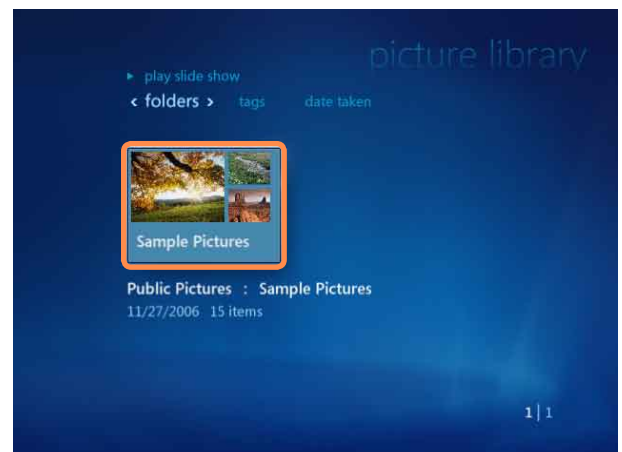 picture library
▸ play slide show
‹ folders › tags date taken
Sample Pictures
Public Pictures : Sample Pictures
11/27/2006 15 items
1 | 1